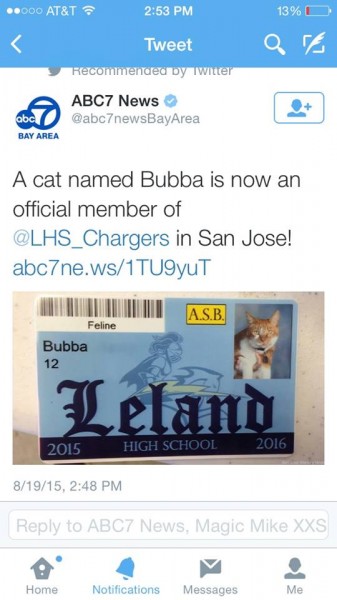 AT&T 2:53 PM 13%
Tweet
Recommended by Twitter
abc 7
BAY AREA
ABC7 News
@abc7newsBayArea
A cat named Bubba is now an
official member of
@LHS_Chargers in San Jose!
abc7ne.ws/1TU9yuT
Feline
A.S.B.
Bubba
12
Leland
2015 HIGH SCHOOL 2016
8/19/15, 2:48 PM
Reply to ABC7 News, Magic Mike XXS
Home Notifications Messages Me